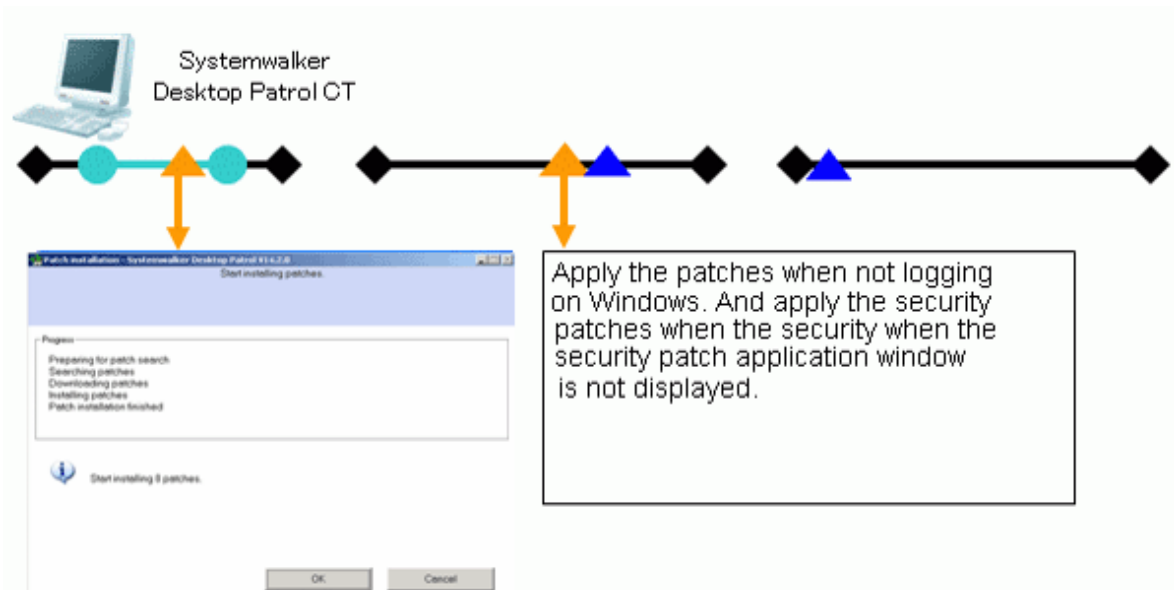 Systemwalker
Desktop Patrol CT
Patch installation - Systemwalker Desktop Patrol V14.2.0
Start installing patches.
Progress
Preparing for patch search
Searching patches
Downloading patches
Installing patches
Patch installation finished
Start installing 8 patches.
OK
Cancel
Apply the patches when not logging
on Windows. And apply the security
patches when the security when the
security patch application window
is not displayed.